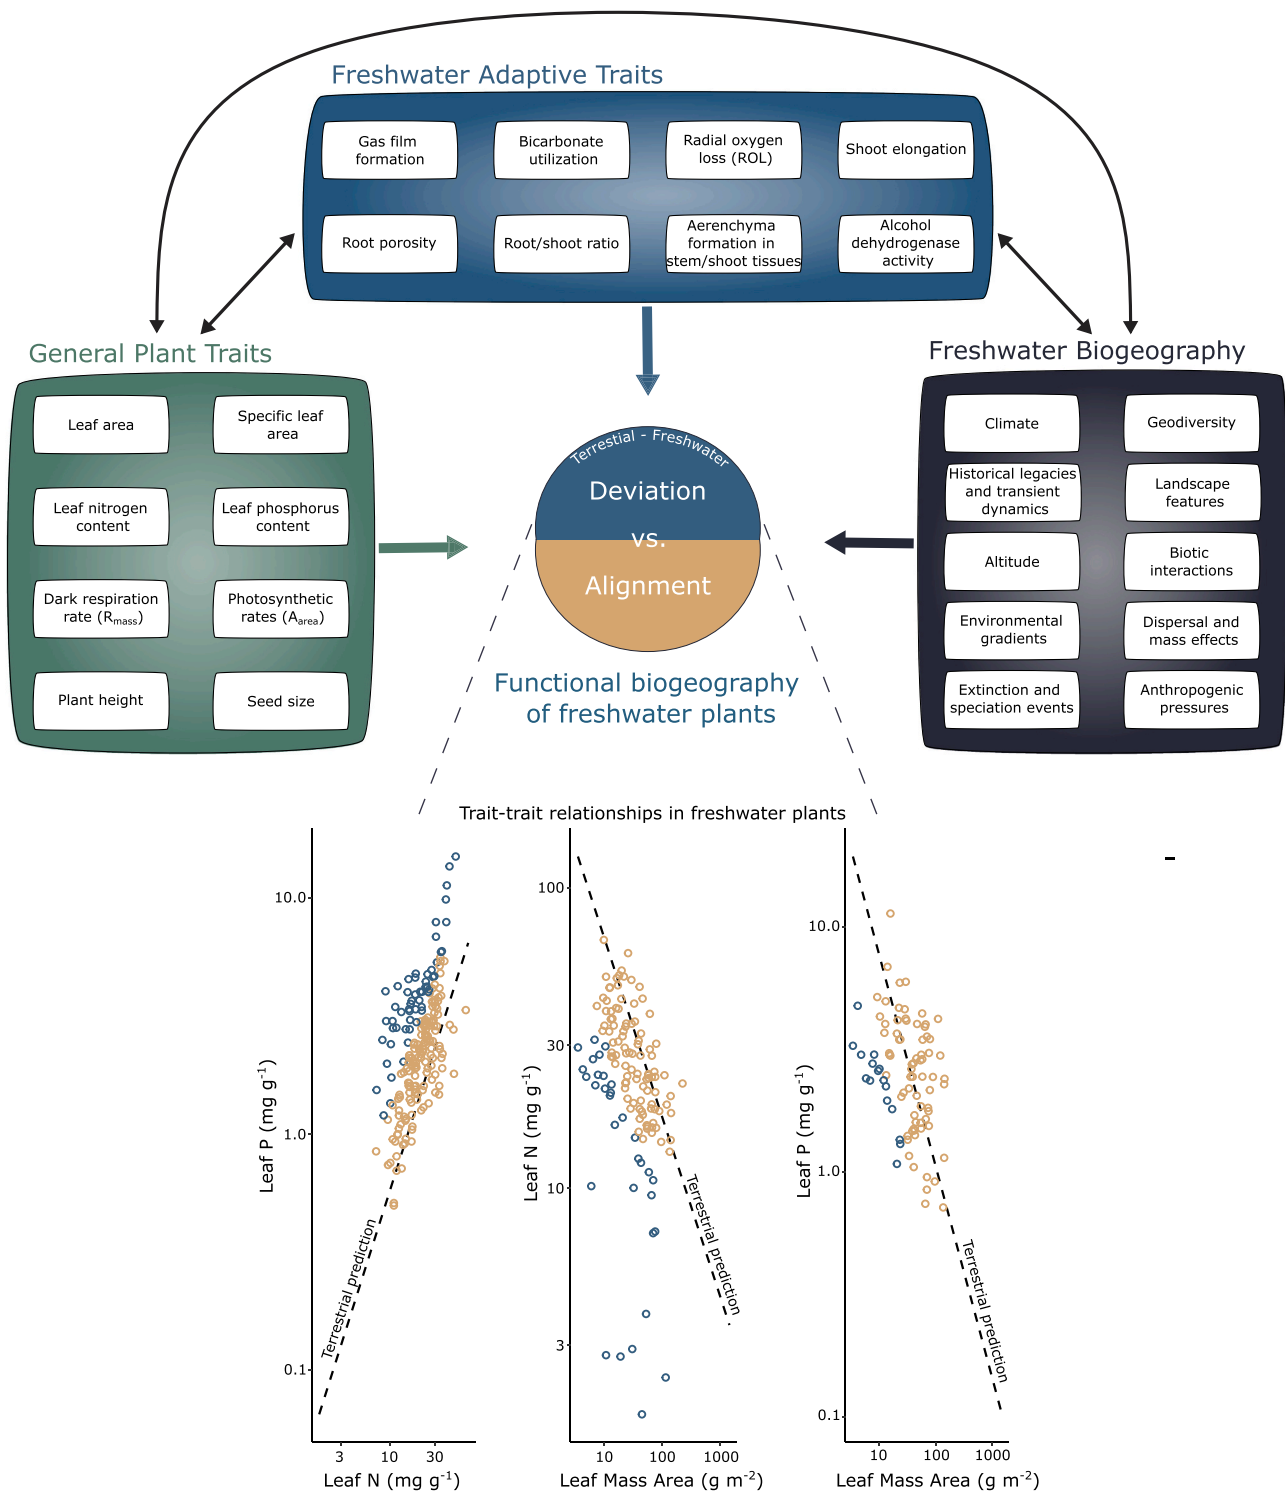 Freshwater Adaptive Traits
Gas film
formation
Bicarbonate
utilization
Radial oxygen
loss (ROL)
Shoot elongation
Root porosity
Root/shoot ratio
Aerenchyma
formation in
stem/shoot tissues
Alcohol
dehydrogenase
activity
General Plant Traits
Leaf area
Specific leaf
area
Leaf nitrogen
content
Leaf phosphorus
content
Dark respiration
rate (Rmass)
Photosynthetic
rates (Aarea)
Plant height
Seed size
Terrestial - Freshwater
Deviation
vs.
Alignment
Functional biogeography
of freshwater plants
Freshwater Biogeography
Climate
Geodiversity
Historical legacies
and transient
dynamics
Landscape
features
Altitude
Biotic
interactions
Environmental
gradients
Dispersal and
mass effects
Extinction and
speciation events
Anthropogenic
pressures
Trait-trait relationships in freshwater plants
Leaf P (mg g-1)
10.0
1.0
0.1
Terrestrial prediction
3 10 30
Leaf N (mg g-1)
Leaf N (mg g-1)
100
30
10
3
Terrestrial prediction
10 100 1000
Leaf Mass Area (g m-2)
Leaf P (mg g-1)
10.0
1.0
0.1
Terrestrial prediction
10 100 1000
Leaf Mass Area (g m-2)